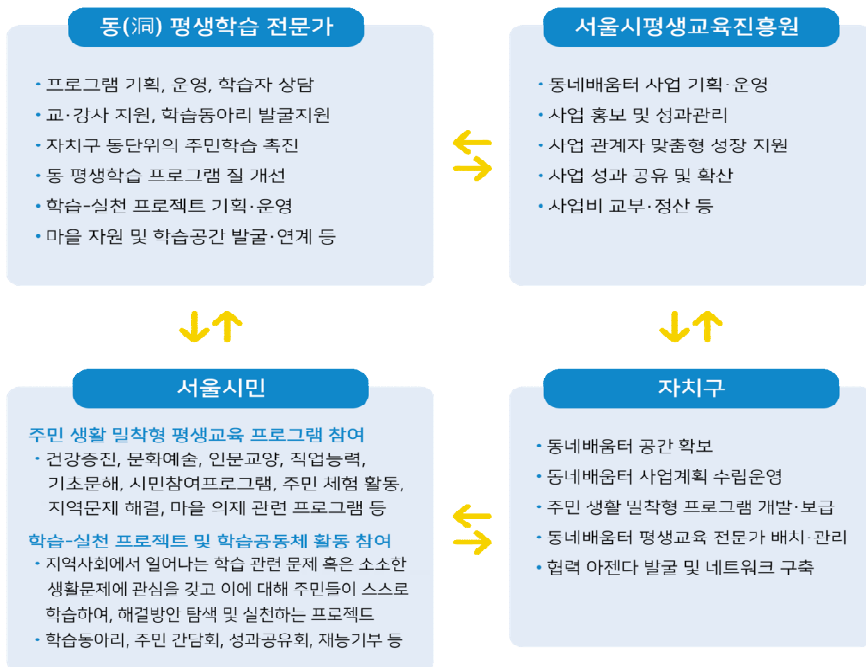 동(洞) 평생학습 전문가
· 프로그램 기획, 운영, 학습자 상담
· 교·강사 지원, 학습동아리 발굴지원
· 자치구 동단위의 주민학습 촉진
· 동 평생학습 프로그램 질 개선
· 학습-실천 프로젝트 기획·운영
· 마을 자원 및 학습공간 발굴·연계 등
서울시평생교육진흥원
· 동네배움터 사업 기획·운영
· 사업 홍보 및 성과관리
· 사업 관계자 맞춤형 성장 지원
· 사업 성과 공유 및 확산
· 사업비 교부·정산 등
서울시민
주민 생활 밀착형 평생교육 프로그램 참여
· 건강증진, 문화예술, 인문교양, 직업능력,
기초문해, 시민참여프로그램, 주민 체험 활동,
지역문제 해결, 마을 의제 관련 프로그램 등
학습-실천 프로젝트 및 학습공동체 활동 참여
· 지역사회에서 일어나는 학습 관련 문제 혹은 소소한
생활문제에 관심을 갖고 이에 대해 주민들이 스스로
학습하여, 해결방안 탐색 및 실천하는 프로젝트
· 학습동아리, 주민 간담회, 성과공유회, 재능기부 등
자치구
· 동네배움터 공간 확보
· 동네배움터 사업계획 수립운영
· 주민 생활 밀착형 프로그램 개발·보급
· 동네배움터 평생교육 전문가 배치·관리
· 협력 아젠다 발굴 및 네트워크 구축